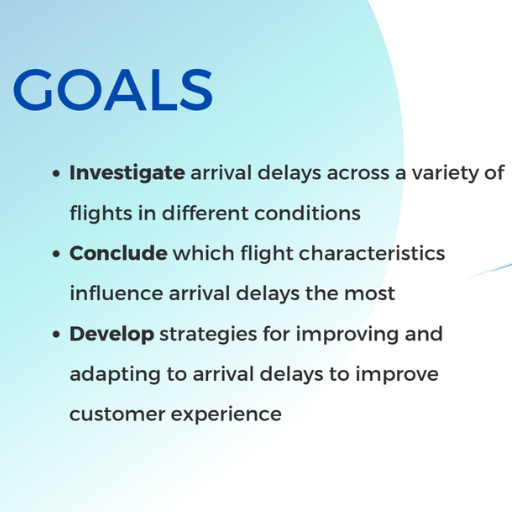 GOALS
• Investigate arrival delays across a variety of
flights in different conditions
• Conclude which flight characteristics
influence arrival delays the most
• Develop strategies for improving and
adapting to arrival delays to improve
customer experience